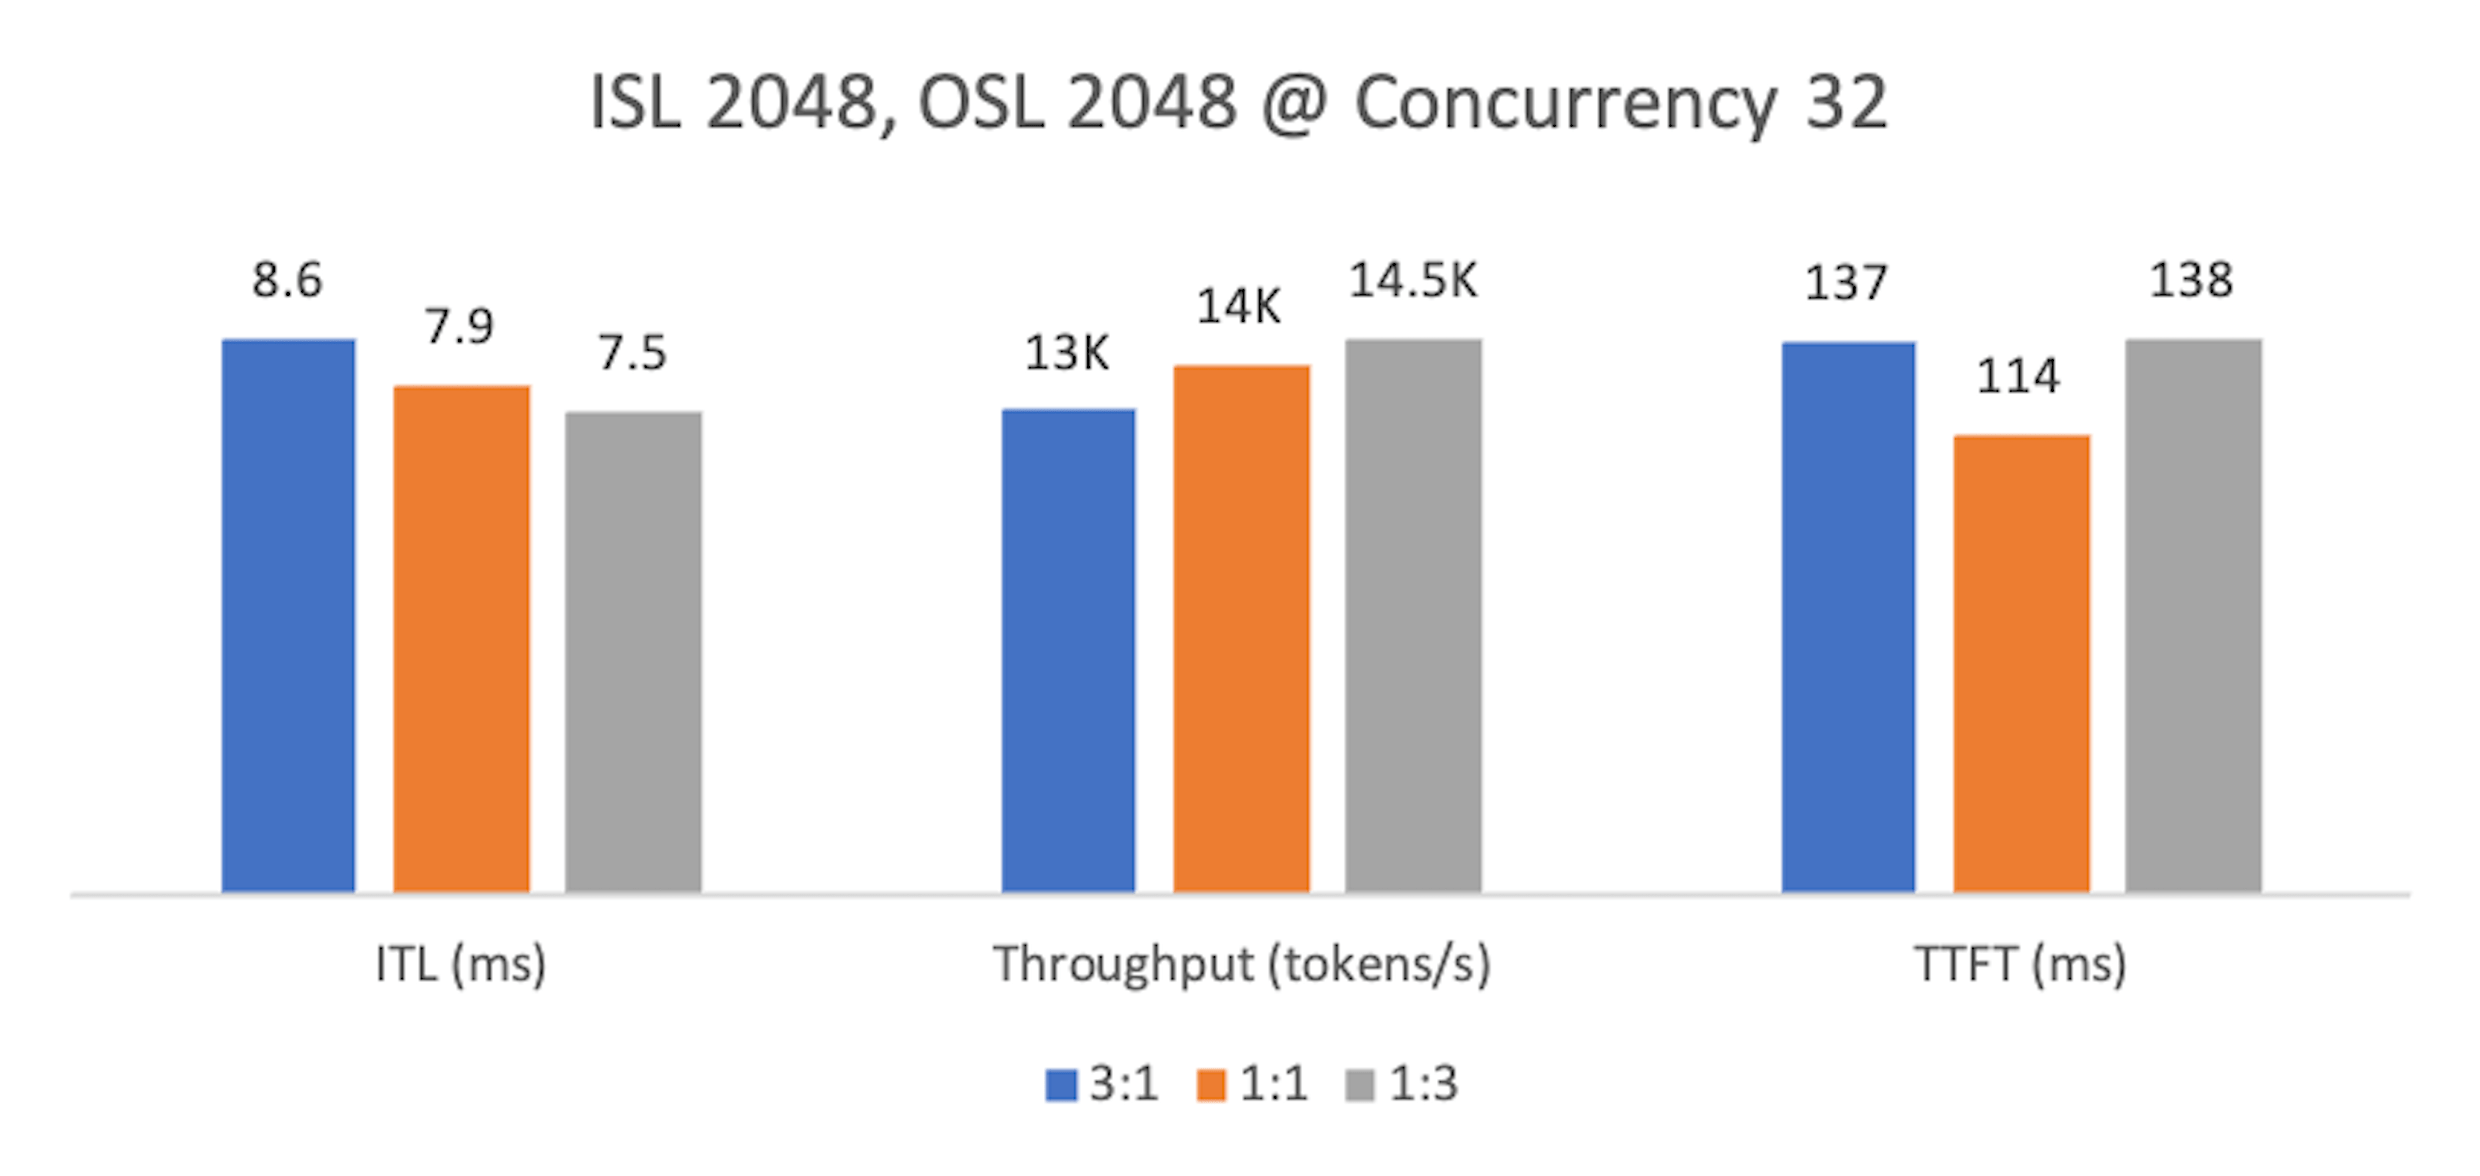 ISL 2048, OSL 2048 @ Concurrency 32
8.6
7.9
7.5
13K
14K
14.5K
137
114
138
ITL (ms)
Throughput (tokens/s)
TTFT (ms)
3:1
1:1
1:3